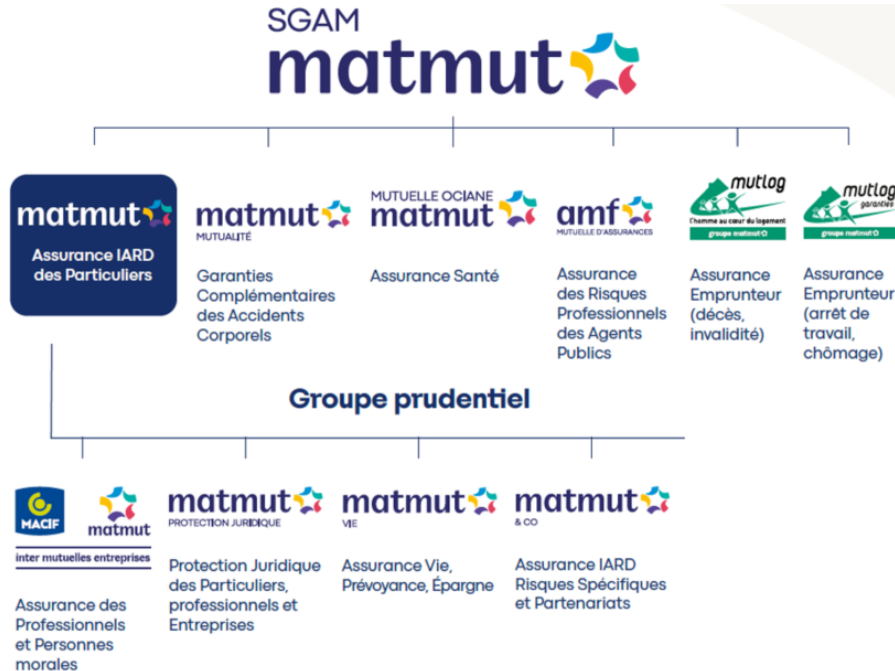 SGAM
matmut
matmut
Assurance IARD
des Particuliers
matmut
MUTUALITÉ
Garanties
Complémentaires
des Accidents
Corporels
MUTUELLE OCIANE
matmut
Assurance Santé
amf
MUTUELLE D'ASSURANCES
Assurance
des Risques
Professionnels
des Agents
Publics
mutlog
l'homme au cœur du logement
groupe matmut
Assurance
Emprunteur
(décès,
invalidité)
mutlog
garanties
groupe matmut
Assurance
Emprunteur
(arrêt de
travail,
chômage)
Groupe prudentiel
MACIF
matmut
inter mutuelles entreprises
Assurance des
Professionnels
et Personnes
morales
matmut
PROTECTION JURIDIQUE
Protection Juridique
des Particuliers,
professionnels et
Entreprises
matmut
VIE
Assurance Vie,
Prévoyance, Épargne
matmut
& CO
Assurance IARD
Risques Spécifiques
et Partenariats